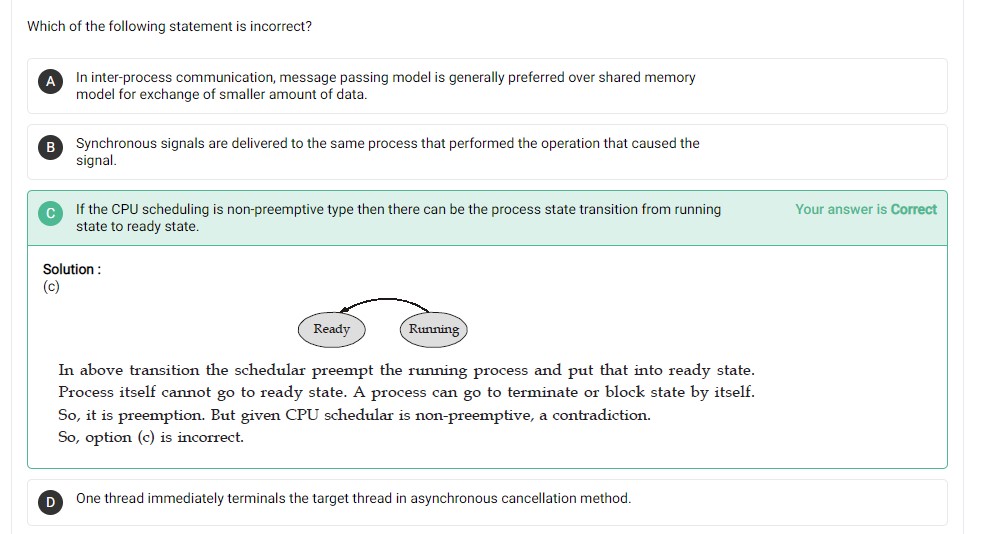 Which of the following statement is incorrect?
A
In inter-process communication, message passing model is generally preferred over shared memory
model for exchange of smaller amount of data.
B
Synchronous signals are delivered to the same process that performed the operation that caused the
signal.
C
If the CPU scheduling is non-preemptive type then there can be the process state transition from running
state to ready state.
Your answer is Correct
Solution :
(c)
Ready Running
In above transition the schedular preempt the running process and put that into ready state.
Process itself cannot go to ready state. A process can go to terminate or block state by itself.
So, it is preemption. But given CPU schedular is non-preemptive, a contradiction.
So, option (c) is incorrect.
D
One thread immediately terminals the target thread in asynchronous cancellation method.